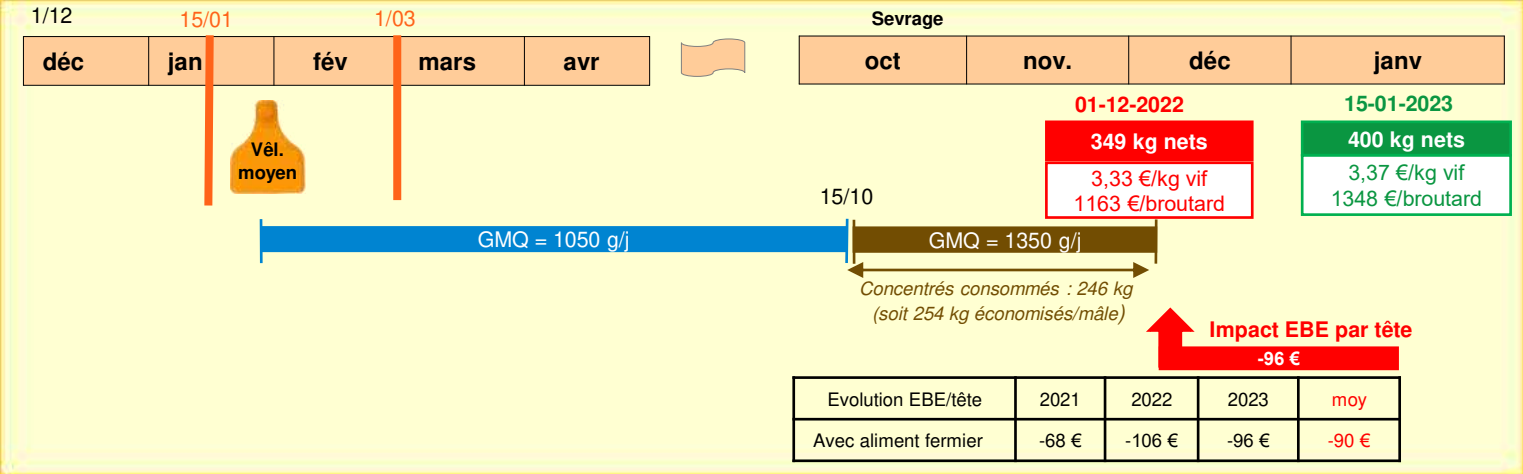 1/12
15/01
1/03
Sevrage
déc jan fév mars avr
oct nov. déc janv
01-12-2022
15-01-2023
349 kg nets
400 kg nets
3,33 €/kg vif
1163 €/broutard
3,37 €/kg vif
1348 €/broutard
Vêl.
moyen
15/10
GMQ = 1050 g/j
GMQ = 1350 g/j
Concentrés consommés : 246 kg
(soit 254 kg économisés/mâle)
Impact EBE par tête
-96 €
Evolution EBE/tête 2021 2022 2023 moy
Avec aliment fermier -68 € -106 € -96 € -90 €